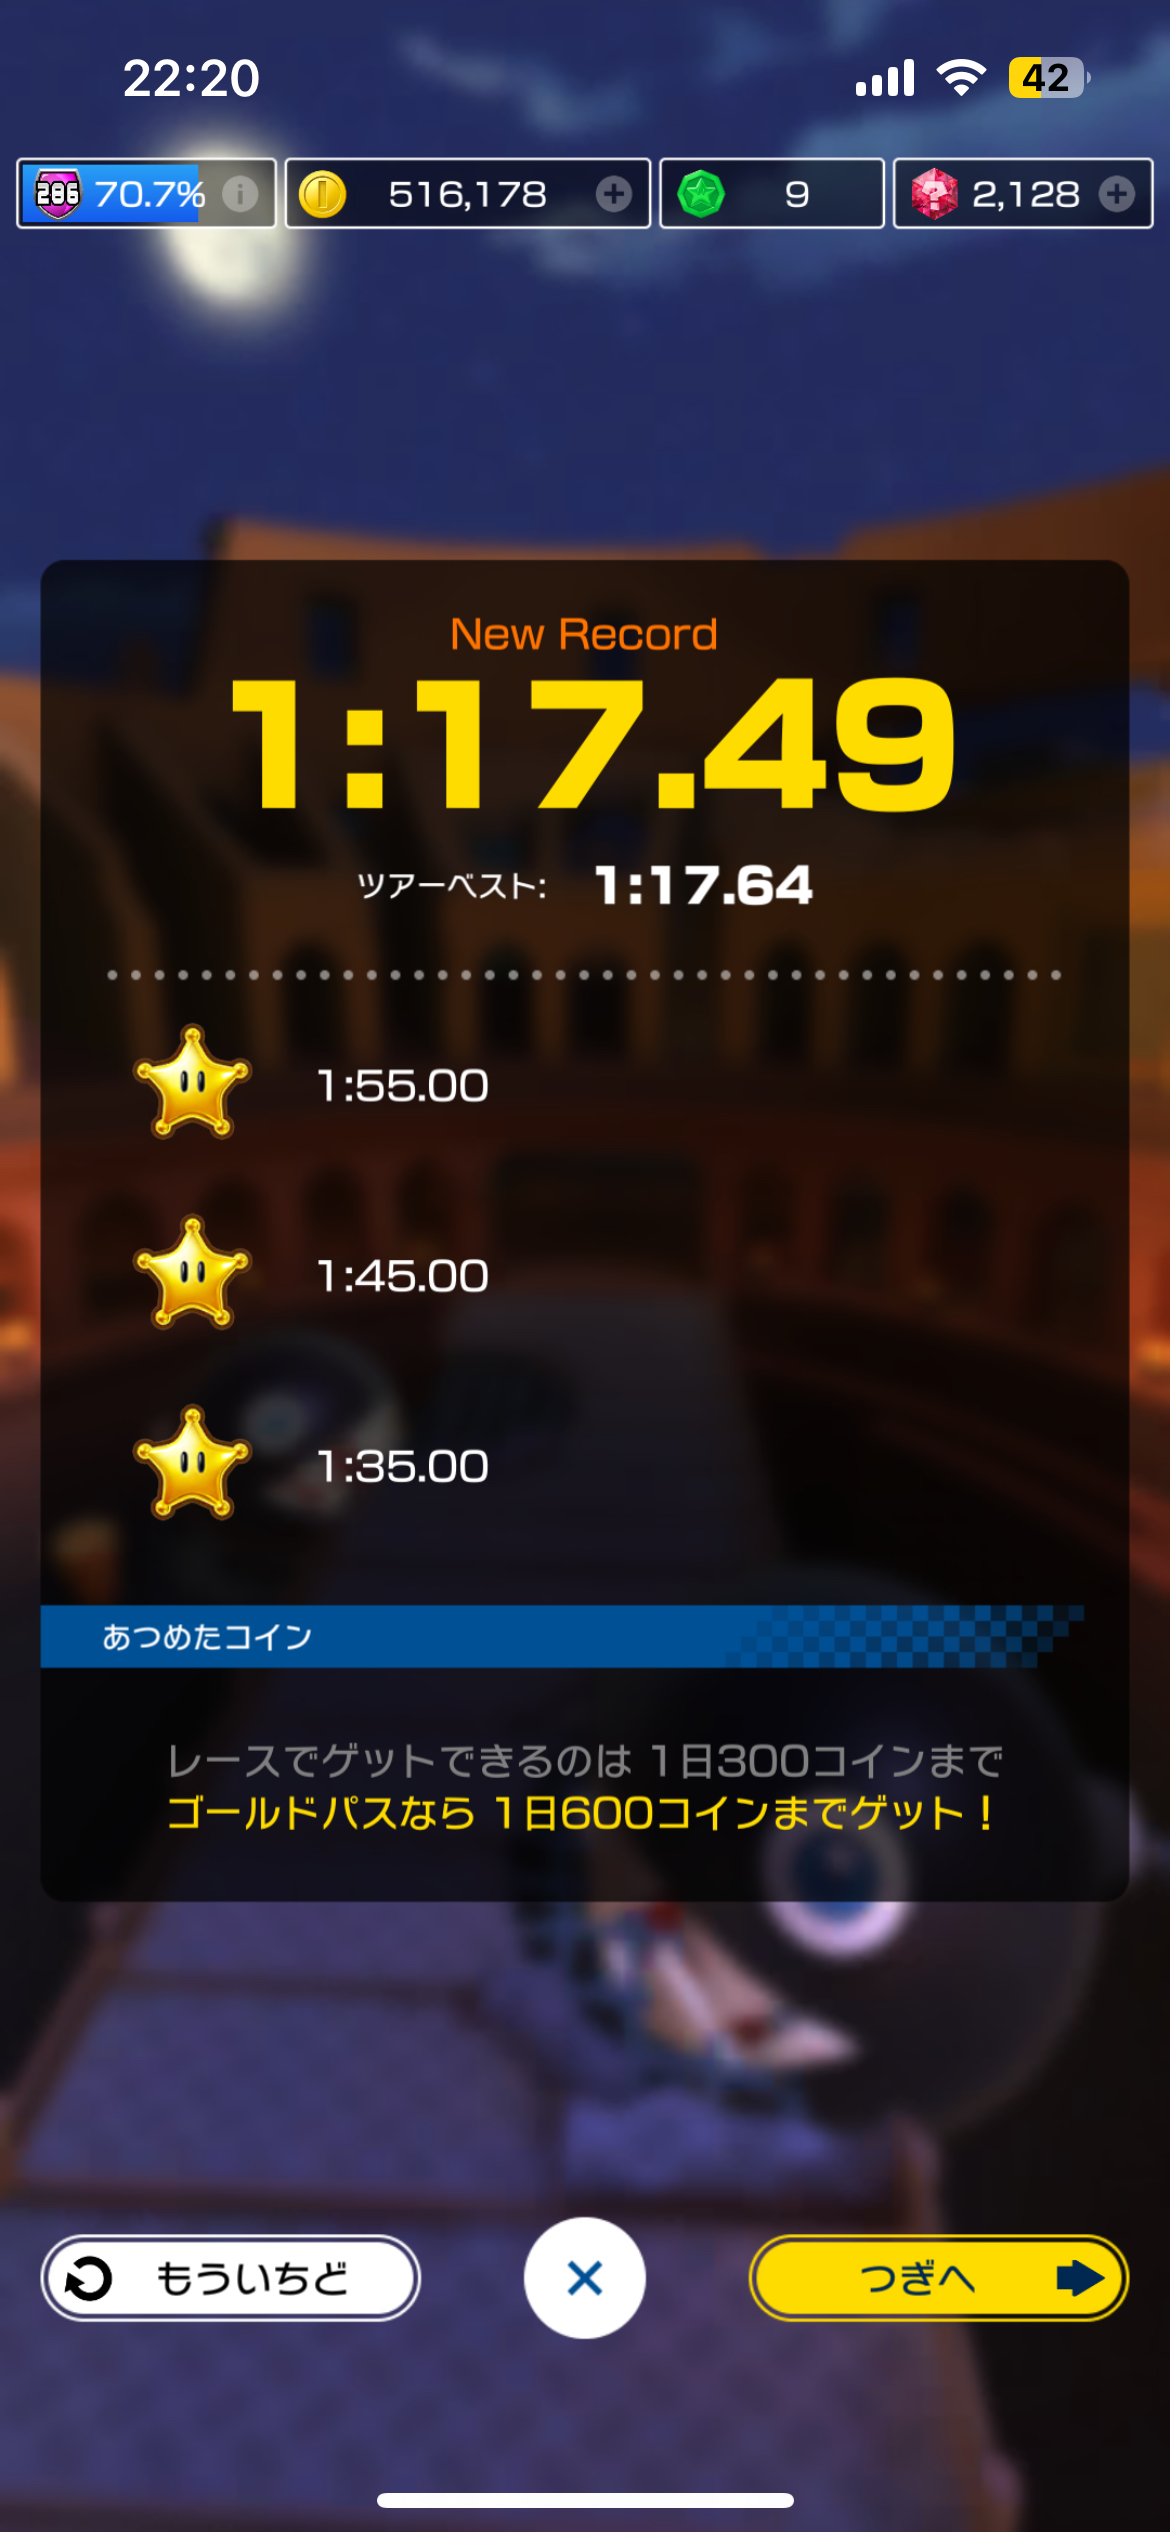 22:20
42
286 70.7% 516,178 9 2,128
New Record
1:17.49
ツアーベスト: 1:17.64
1:55.00
1:45.00
1:35.00
あつめたコイン
レースでゲットできるのは 1日300コインまで
ゴールドパスなら 1日600コインまでゲット！
もういちど
つぎへ